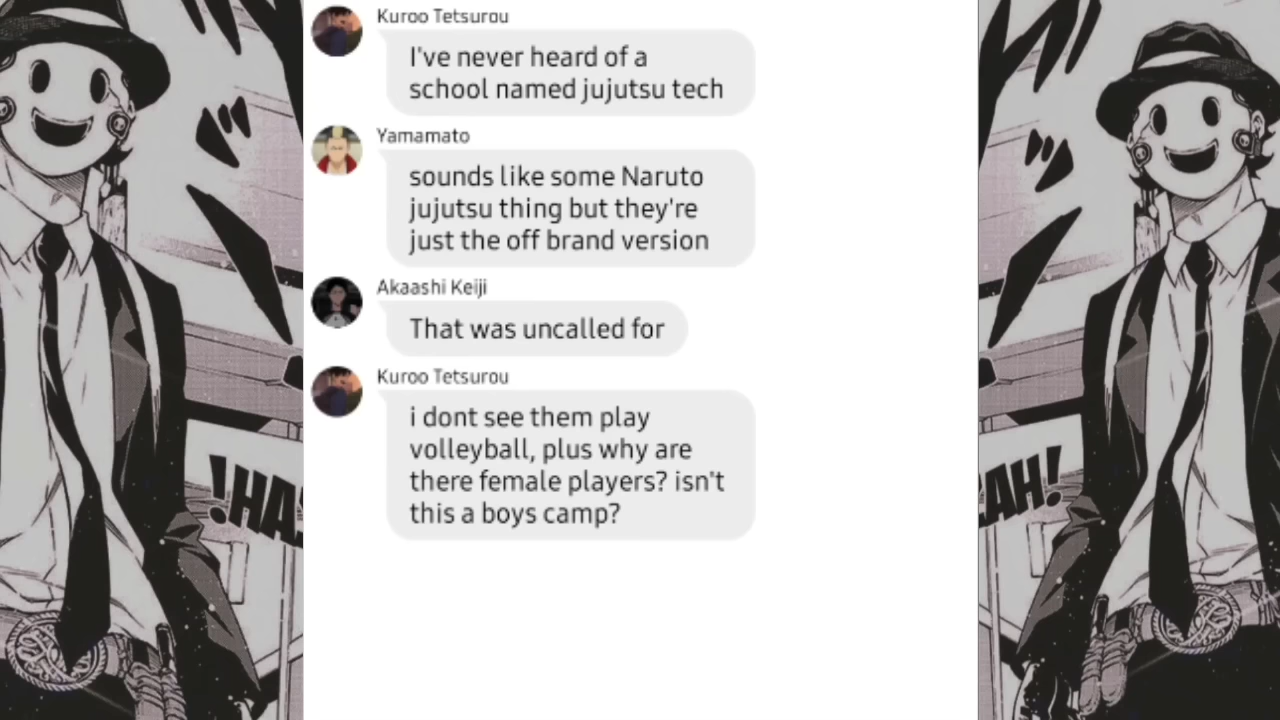 Kuroo Tetsurou
I've never heard of a
school named jujutsu tech
Yamamato
sounds like some Naruto
jujutsu thing but they're
just the off brand version
Akaashi Keiji
That was uncalled for
Kuroo Tetsurou
i dont see them play
volleyball, plus why are
there female players? isn't
this a boys camp?
!HA
AH!